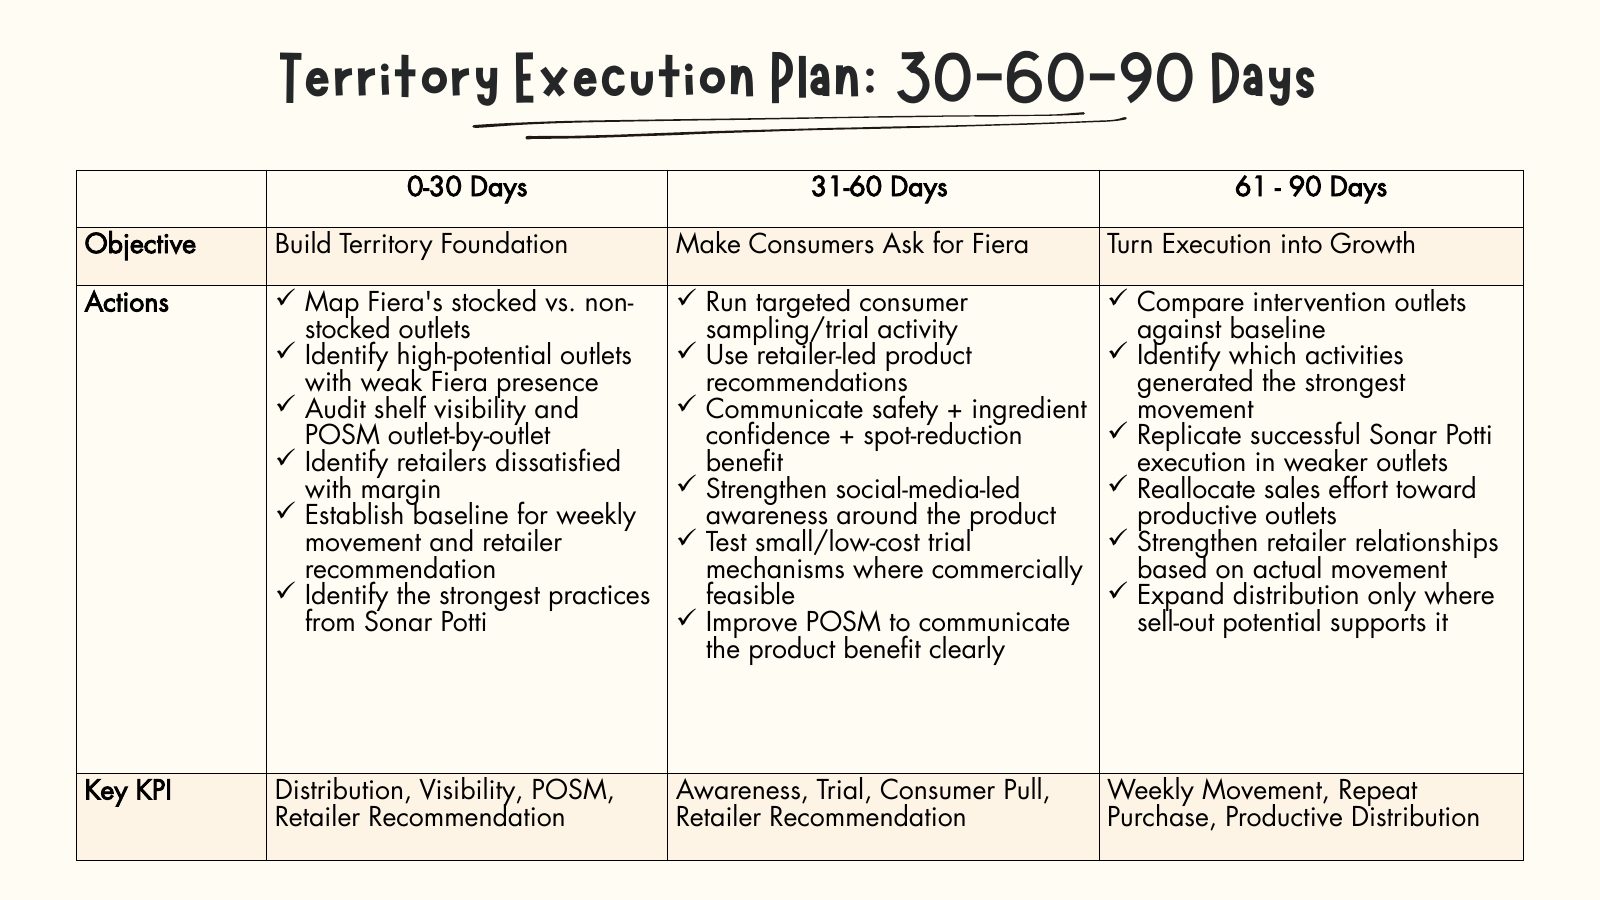 Territory Execution Plan: 30-60-90 Days
0-30 Days
31-60 Days
61 - 90 Days
Objective
Build Territory Foundation
Make Consumers Ask for Fiera
Turn Execution into Growth
Actions
✓ Map Fiera's stocked vs. non-
stocked outlets
✓ Identify high-potential outlets
with weak Fiera presence
✓ Audit shelf visibility and
POSM outlet-by-outlet
✓ Identify retailers dissatisfied
with margin
✓ Establish baseline for weekly
movement and retailer
recommendation
✓ Identify the strongest practices
from Sonar Potti
✓ Run targeted consumer
sampling/trial activity
✓ Use retailer-led product
recommendations
✓ Communicate safety + ingredient
confidence + spot-reduction
benefit
✓ Strengthen social-media-led
awareness around the product
✓ Test small/low-cost trial
mechanisms where commercially
feasible
✓ Improve POSM to communicate
the product benefit clearly
✓ Compare intervention outlets
against baseline
✓ Identify which activities
generated the strongest
movement
✓ Replicate successful Sonar Potti
execution in weaker outlets
✓ Reallocate sales effort toward
productive outlets
✓ Strengthen retailer relationships
based on actual movement
✓ Expand distribution only where
sell-out potential supports it
Key KPI
Distribution, Visibility, POSM,
Retailer Recommendation
Awareness, Trial, Consumer Pull,
Retailer Recommendation
Weekly Movement, Repeat
Purchase, Productive Distribution